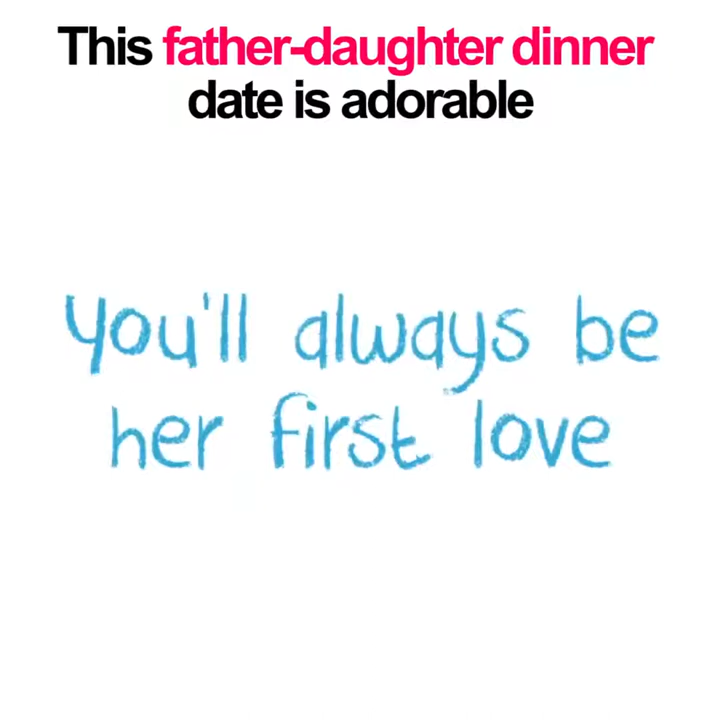 This father-daughter dinner
date is adorable
you'll always be
her first love